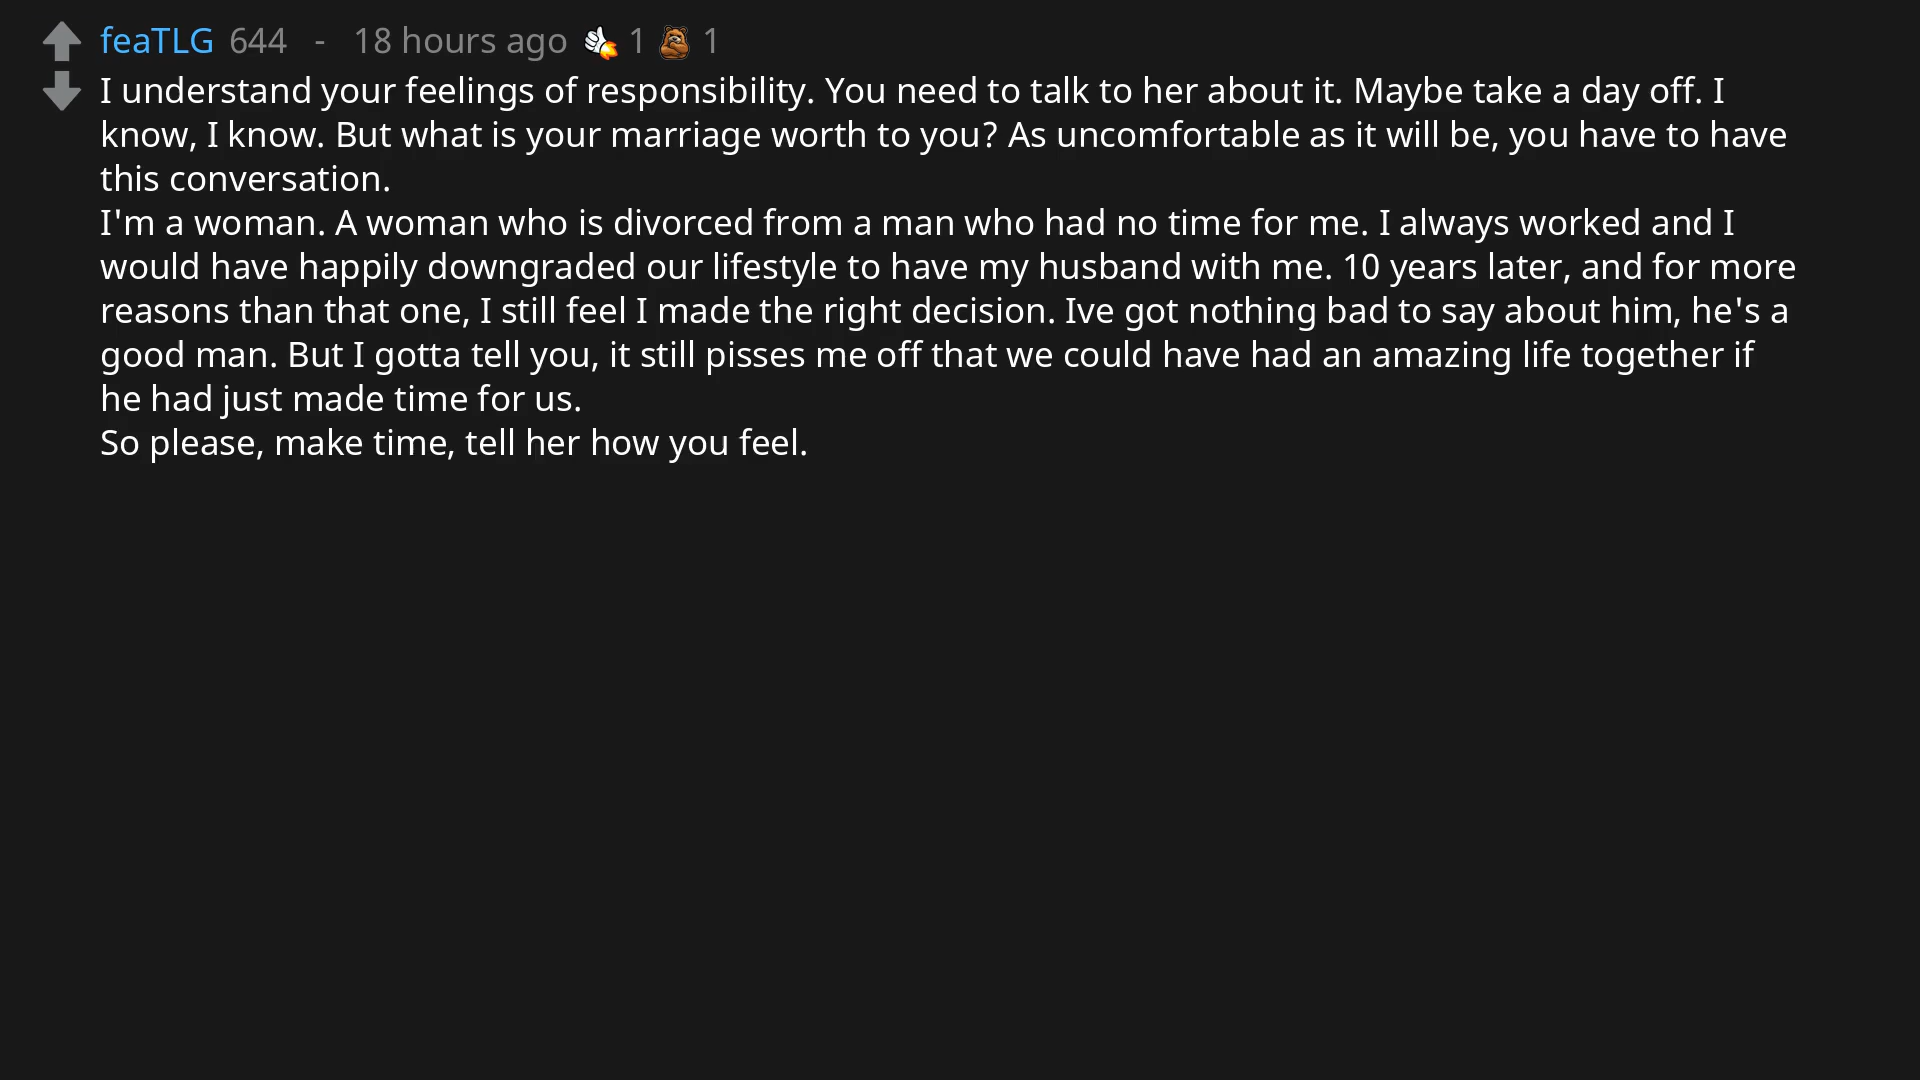 feaTLG 644 - 18 hours ago 1 1
I understand your feelings of responsibility. You need to talk to her about it. Maybe take a day off. I
know, I know. But what is your marriage worth to you? As uncomfortable as it will be, you have to have
this conversation.
I'm a woman. A woman who is divorced from a man who had no time for me. I always worked and I
would have happily downgraded our lifestyle to have my husband with me. 10 years later, and for more
reasons than that one, I still feel I made the right decision. Ive got nothing bad to say about him, he's a
good man. But I gotta tell you, it still pisses me off that we could have had an amazing life together if
he had just made time for us.
So please, make time, tell her how you feel.